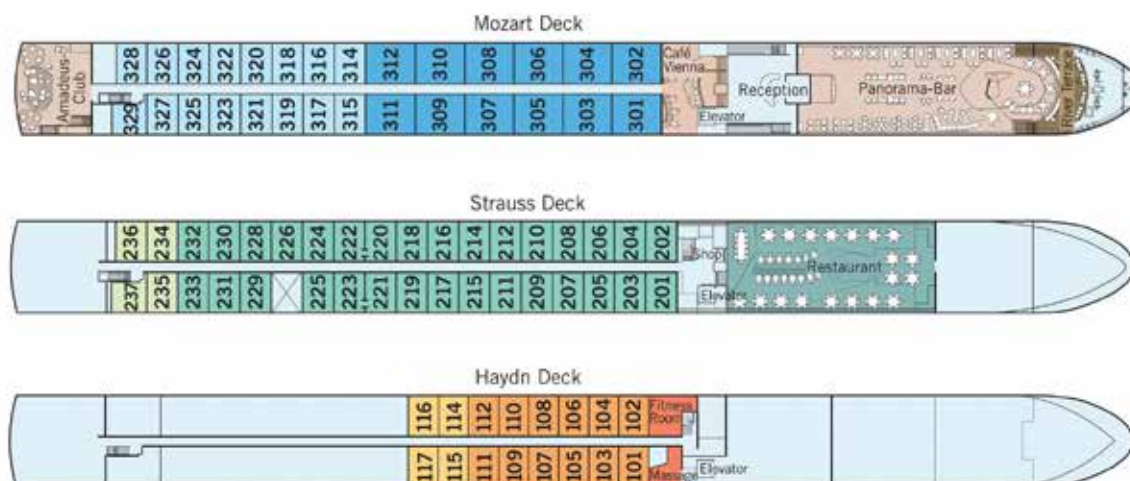 Mozart Deck
Amadeus-
Club
328 326 324 322 320 318 316 314 312 310 308 306 304 302
Café
Vienna
Reception
Panorama-Bar
River Terrace
329 327 325 323 321 319 317 315 311 309 307 305 303 301
Elevator
Strauss Deck
236 234 232 230 228 226 224 222 220 218 216 214 212 210 208 206 204 202
Shop
Restaurant
237 235 233 231 229 225 223 221 219 217 215 211 209 207 205 203 201
Elevator
Haydn Deck
116 114 112 110 108 106 104 102
Fitness
Room
117 115 111 109 107 105 103 101
Massage
Elevator